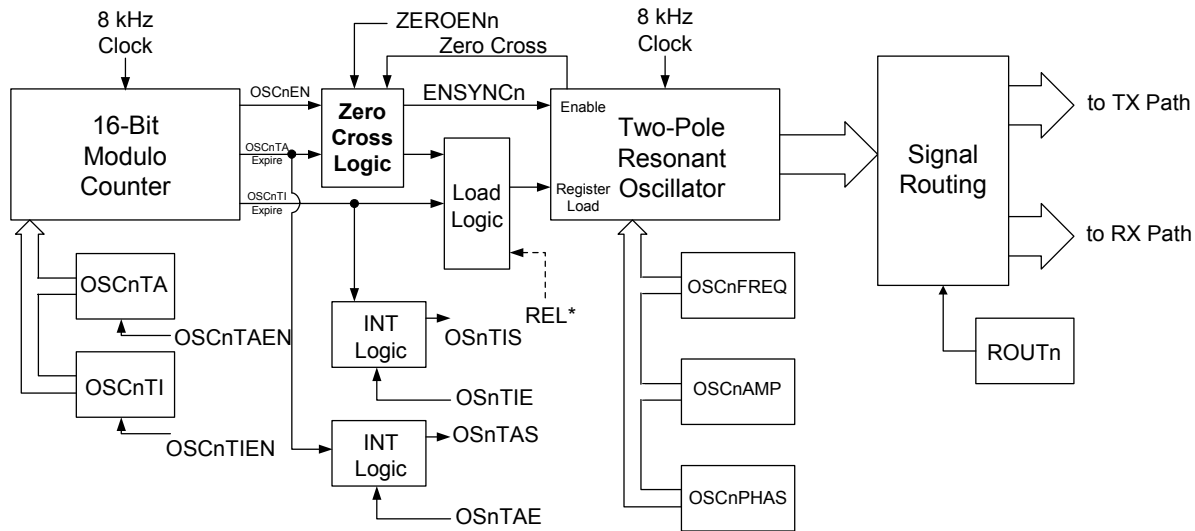 8 kHz
Clock
ZEROENn
Zero Cross
8 kHz
Clock
OSCnEN
ENSYNCn
16-Bit
Modulo
Counter
OSCnTA
Expire
OSCnTI
Expire
Zero
Cross
Logic
Load
Logic
Enable
Two-Pole
Resonant
Oscillator
Register
Load
Signal
Routing
to TX Path
to RX Path
OSCnTA
OSCnTAEN
OSCnTI
OSCnTIEN
INT
Logic
OSnTIS
OSnTIE
REL*
INT
Logic
OSnTAS
OSnTAE
OSCnFREQ
OSCnAMP
OSCnPHAS
ROUTn